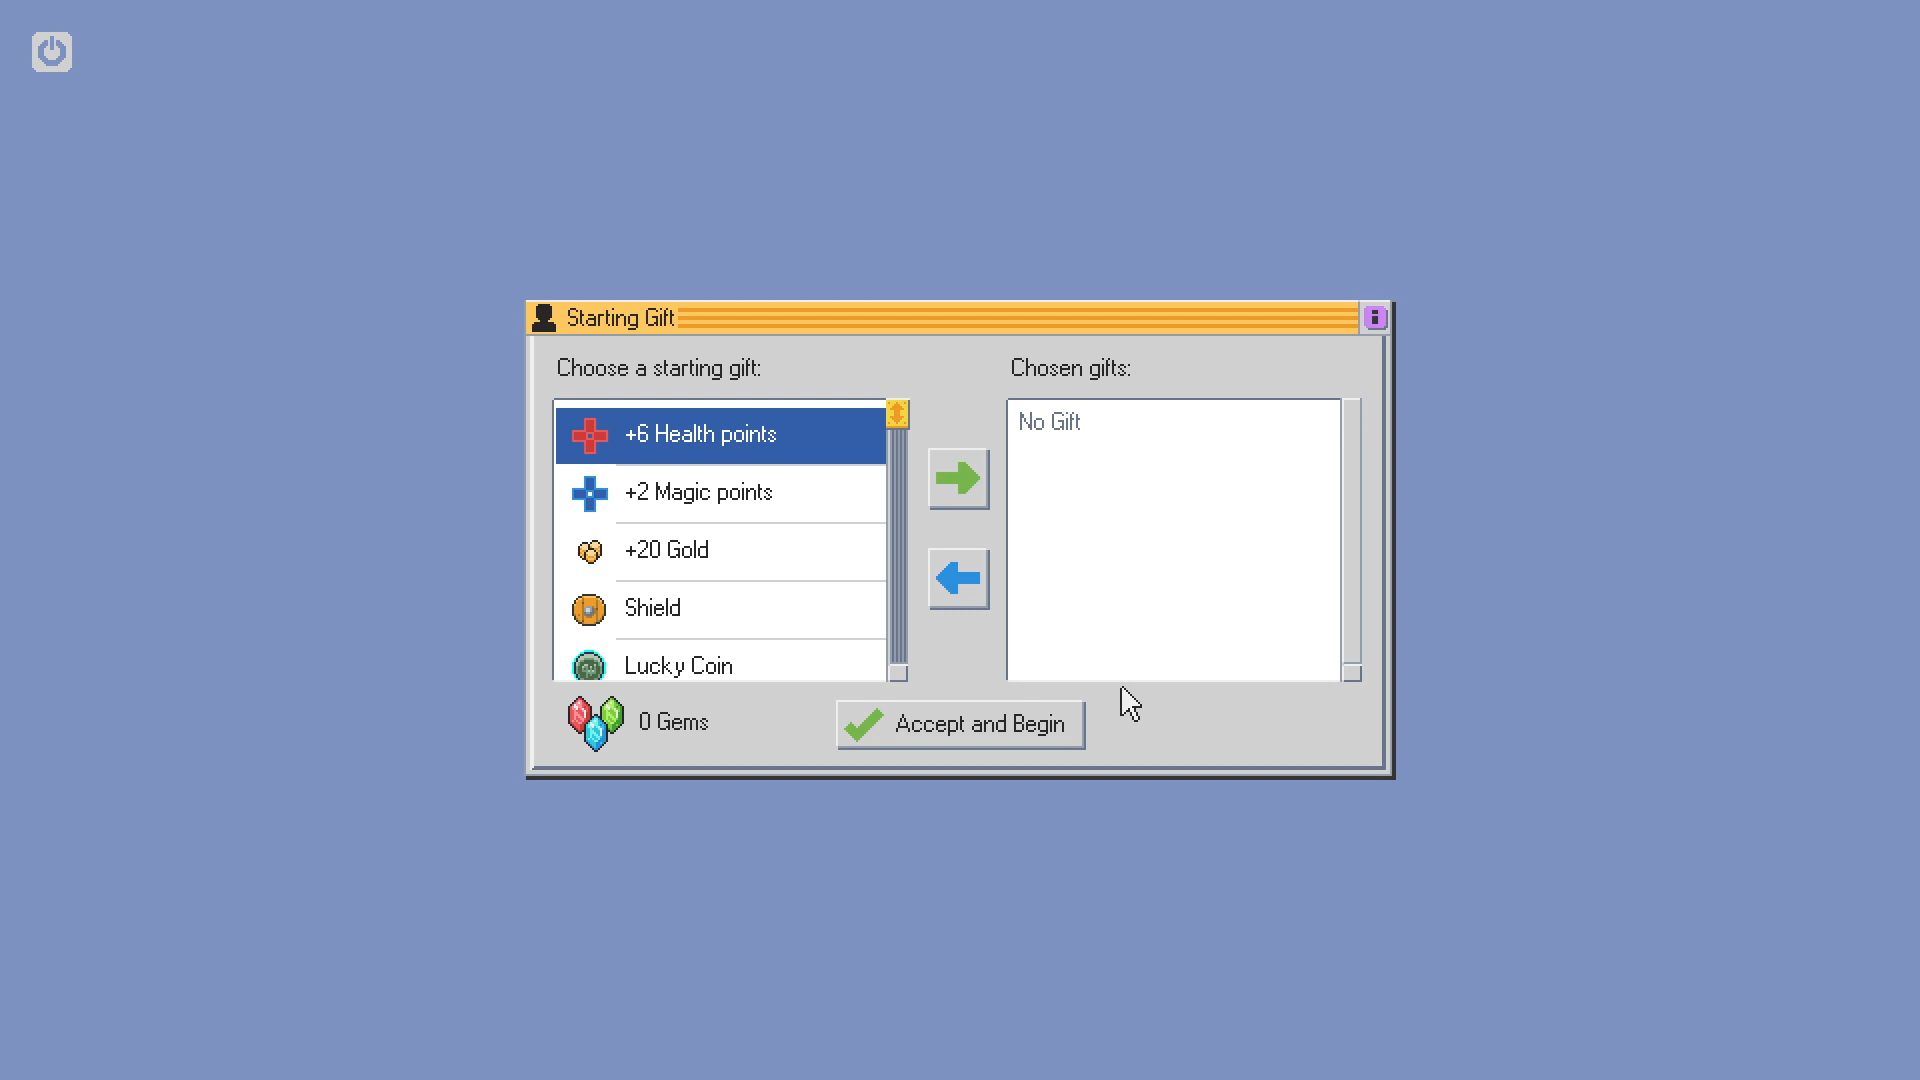 Starting Gift
Choose a starting gift:
Chosen gifts:
+6 Health points
No Gift
+2 Magic points
+20 Gold
Shield
Lucky Coin
0 Gems
Accept and Begin